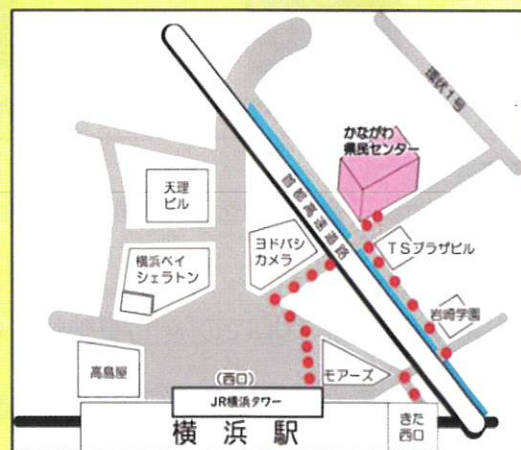 環状1号
かながわ
県民センター
天理
ビル
首都高速道路
ヨドバシ
カメラ
TSプラザビル
横浜ベイ
シェラトン
岩崎学園
高島屋
(西口)
モアーズ
JR横浜タワー
横浜駅
きた
西口